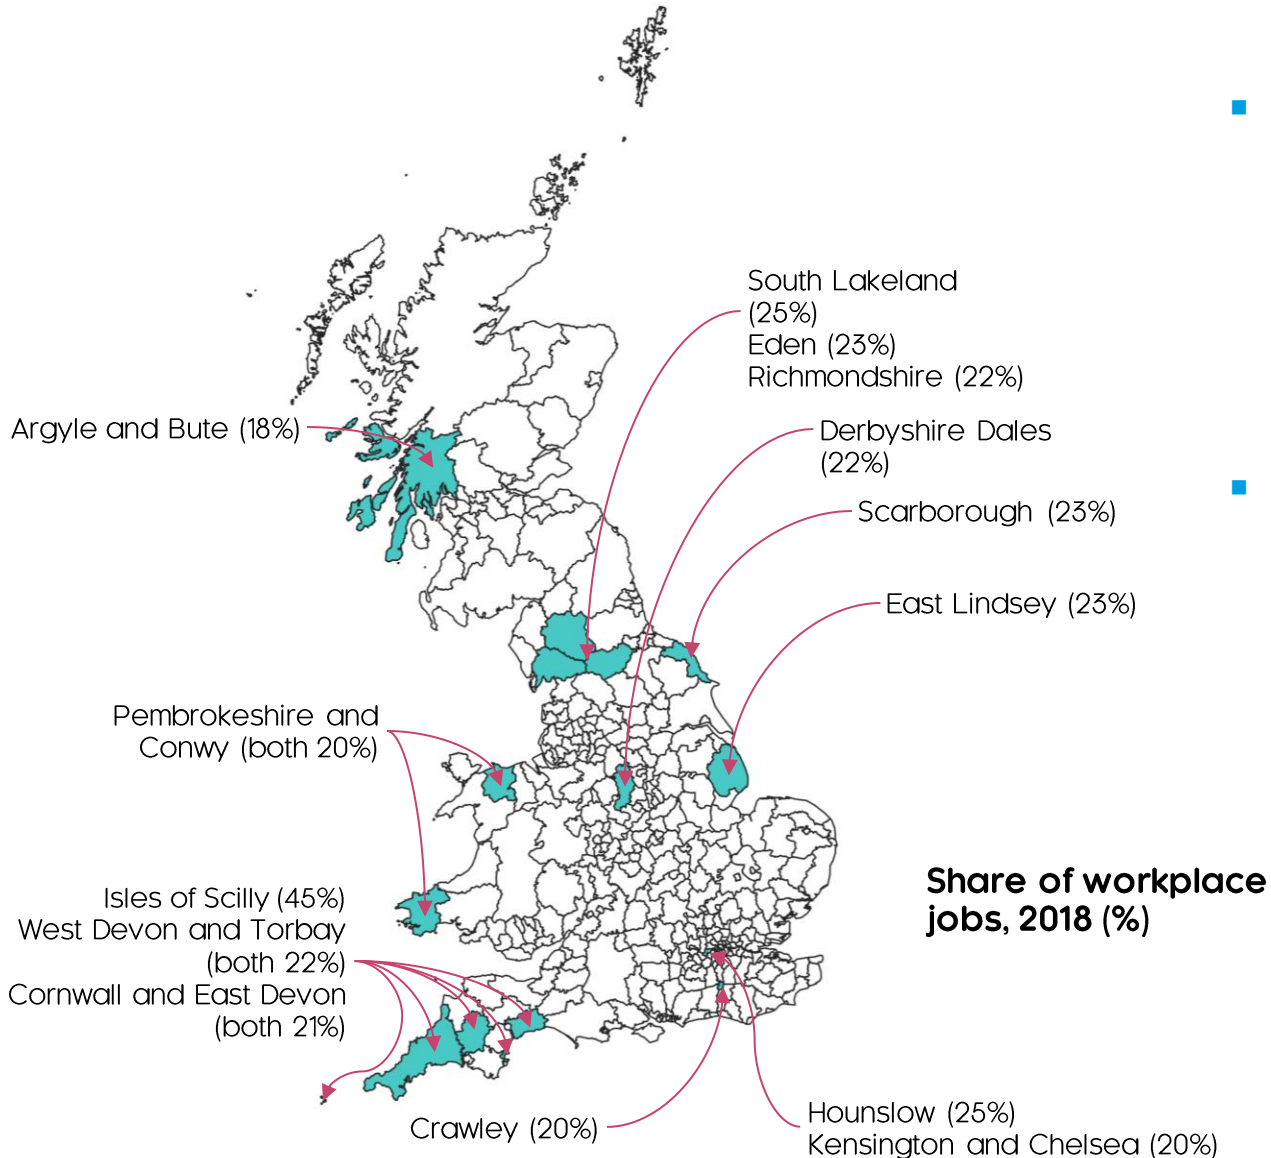 South Lakeland
(25%)
Eden (23%)
Richmondshire (22%)
Argyle and Bute (18%)
Derbyshire Dales
(22%)
Scarborough (23%)
East Lindsey (23%)
Pembrokeshire and
Conwy (both 20%)
Isles of Scilly (45%)
West Devon and Torbay
(both 22%)
Cornwall and East Devon
(both 21%)
Share of workplace
jobs, 2018 (%)
Crawley (20%)
Hounslow (25%)
Kensington and Chelsea (20%)